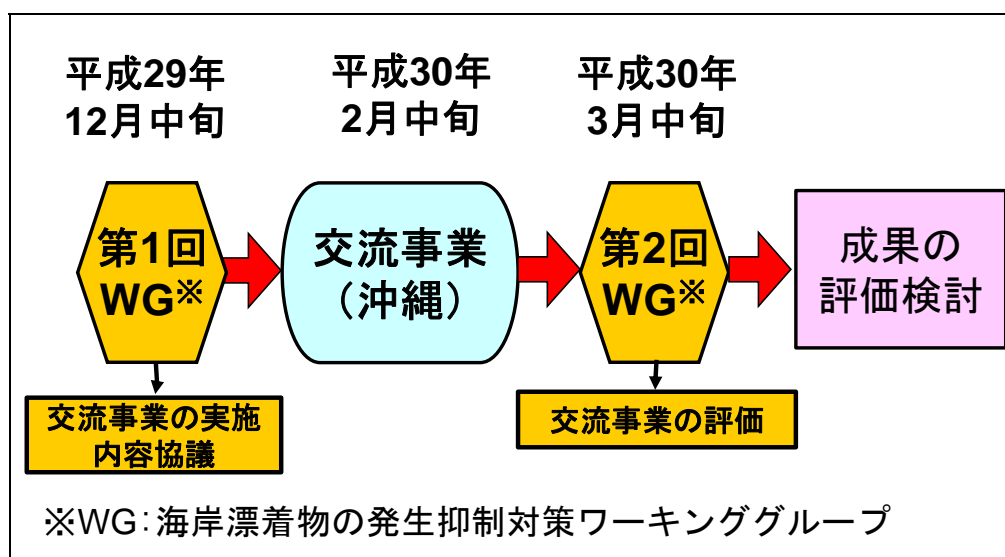 平成29年
12月中旬
平成30年
2月中旬
平成30年
3月中旬
第1回
WG※
交流事業
（沖縄）
第2回
WG※
成果の
評価検討
交流事業の実施
内容協議
交流事業の評価
※WG：海岸漂着物の発生抑制対策ワーキンググループ